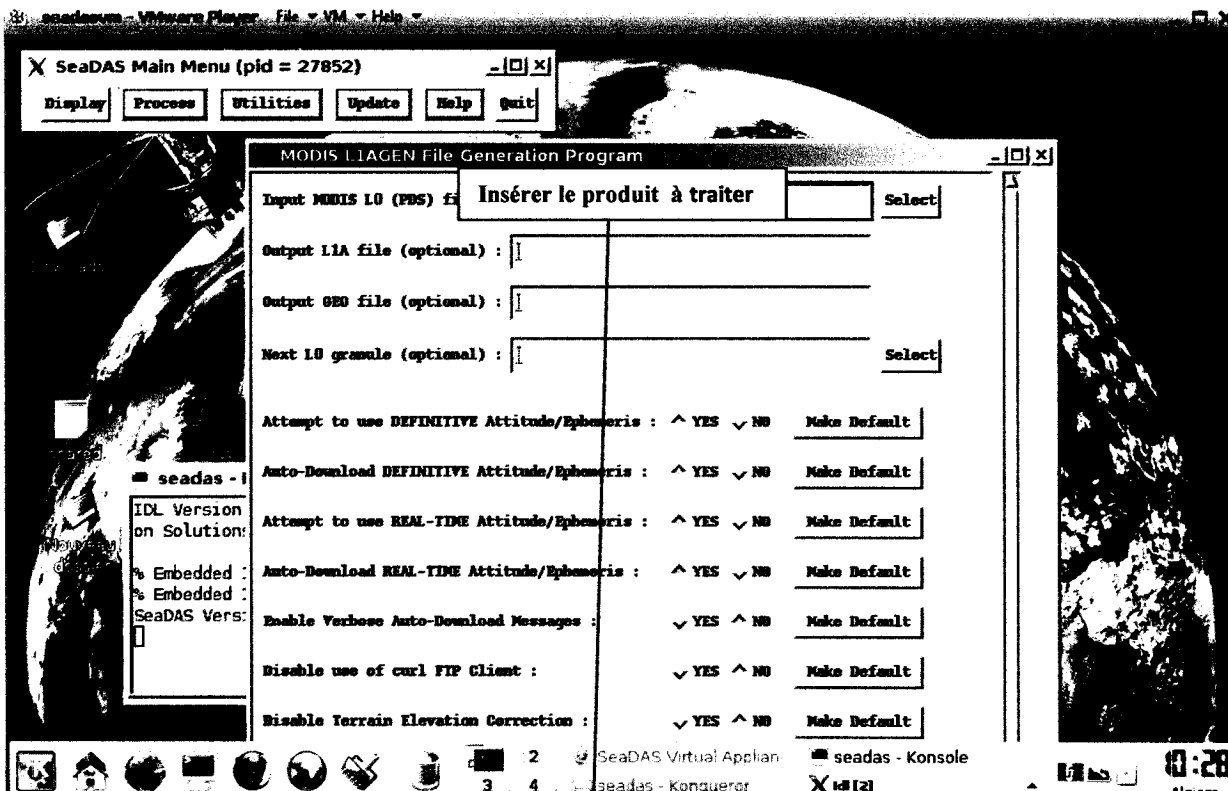 seadasvm - VMware Player File VM Help
SeaDAS Main Menu (pid = 27852)
Display Process Utilities Update Help Quit
MODIS L1AGEN File Generation Program
Input MODIS L0 (PDS) fi Select
Insérer le produit à traiter
Output L1A file (optional) :
Output GEO file (optional) :
Next L0 granule (optional) : Select
Attempt to use DEFINITIVE Attitude/Ephemeris : YES NO Make Default
Auto-Download DEFINITIVE Attitude/Ephemeris : YES NO Make Default
Attempt to use REAL-TIME Attitude/Ephemeris : YES NO Make Default
Auto-Download REAL-TIME Attitude/Ephemeris : YES NO Make Default
Enable Verbose Auto-Download Messages : YES NO Make Default
Disable use of curl FTP Client : YES NO Make Default
Disable Terrain Elevation Correction : YES NO Make Default
Nouveau
seadas -
IDL Version
on Solution
% Embedded
% Embedded
SeaDAS Vers
2
3 4
SeaDAS Virtual Applian
seadas - Konqueror
seadas - Konsole
idl [2]
10:28